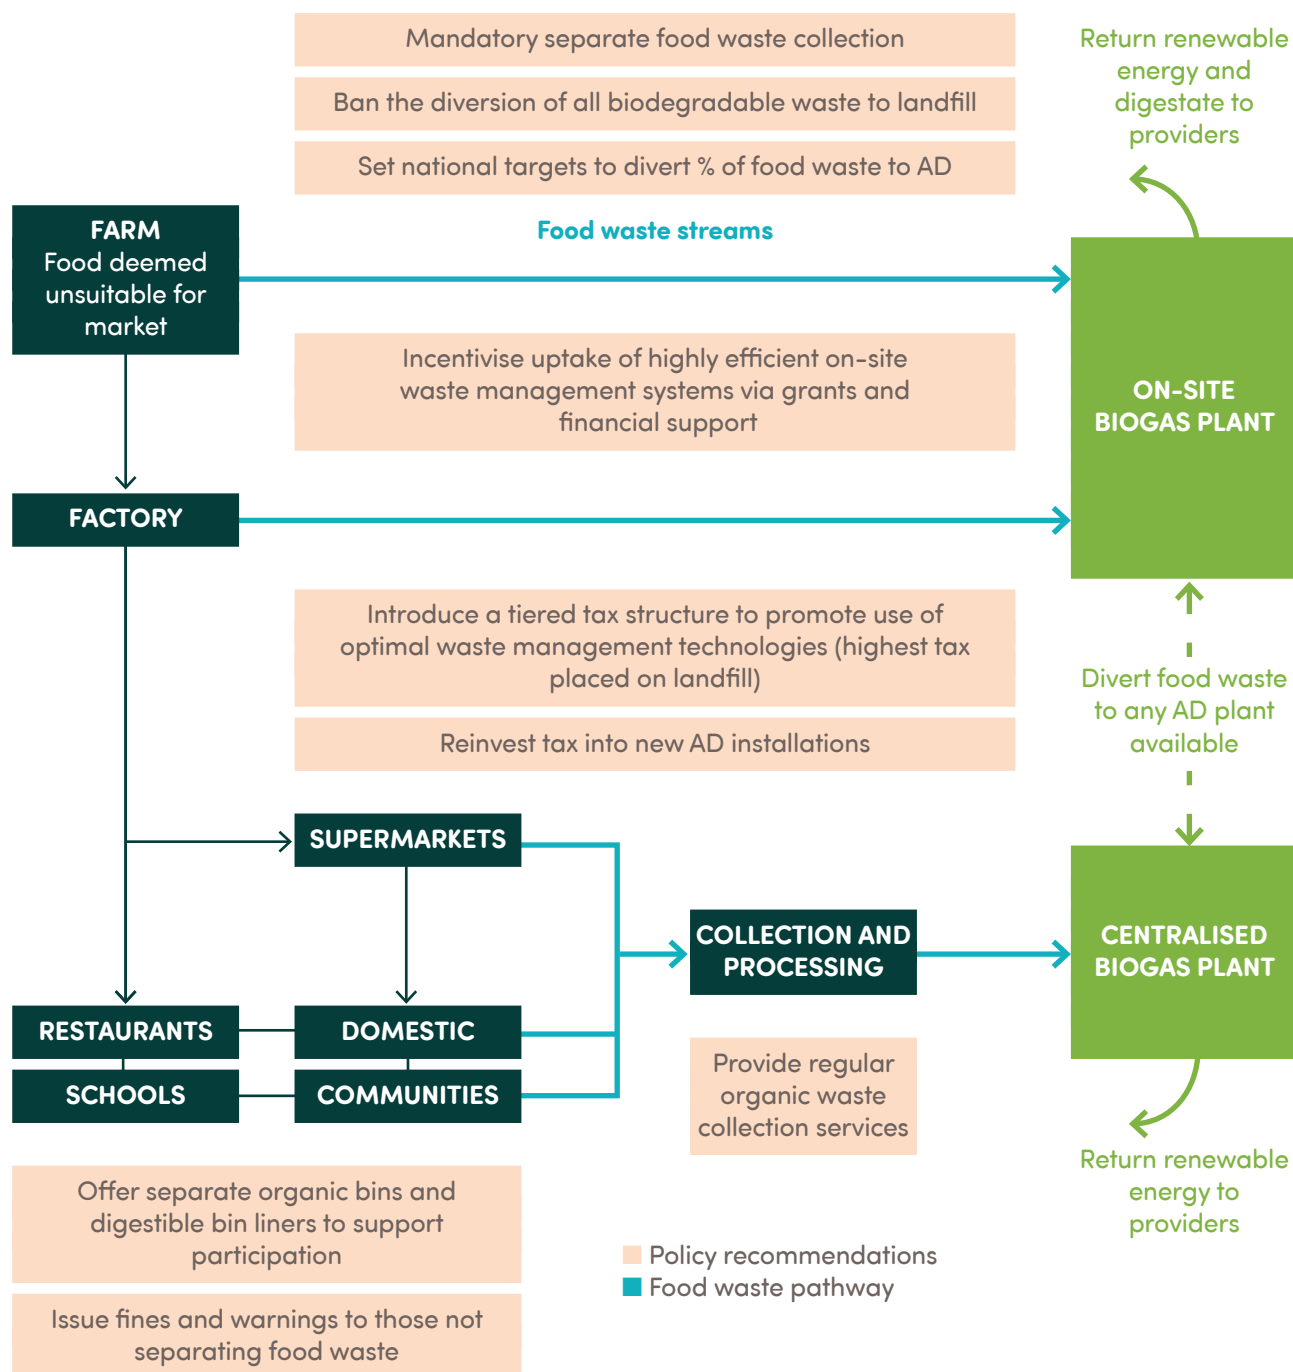 Mandatory separate food waste collection
Ban the diversion of all biodegradable waste to landfill
Set national targets to divert % of food waste to AD
Return renewable
energy and
digestate to
providers
FARM
Food deemed
unsuitable for
market
Food waste streams
Incentivise uptake of highly efficient on-site
waste management systems via grants and
financial support
ON-SITE
BIOGAS PLANT
FACTORY
Introduce a tiered tax structure to promote use of
optimal waste management technologies (highest tax
placed on landfill)
Reinvest tax into new AD installations
Divert food waste
to any AD plant
available
SUPERMARKETS
COLLECTION AND
PROCESSING
CENTRALISED
BIOGAS PLANT
RESTAURANTS
DOMESTIC
SCHOOLS
COMMUNITIES
Provide regular
organic waste
collection services
Return renewable
energy to
providers
Offer separate organic bins and
digestible bin liners to support
participation
Issue fines and warnings to those not
separating food waste
Policy recommendations
Food waste pathway